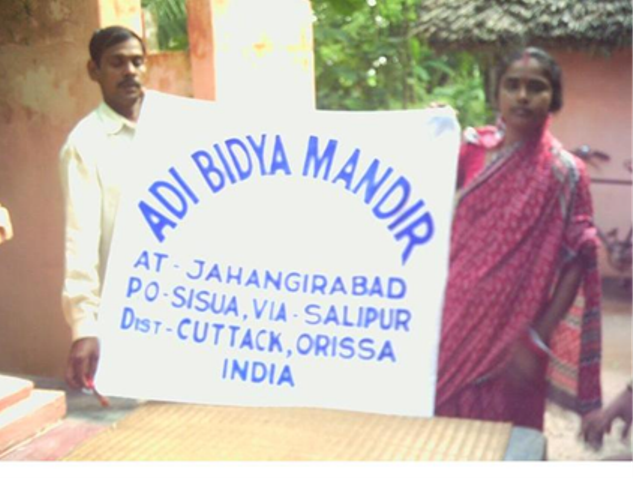 ADI BIDYA MANDIR
AT - JAHANGIRABAD
PO-SISUA, VIA - SALIPUR
DIST-CUTTACK, ORISSA
INDIA